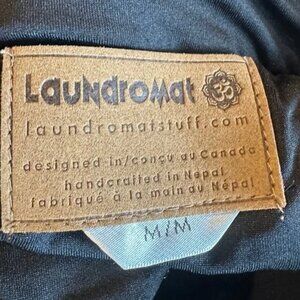 Laundromat ॐ
laundromatstuff.com
designed in/conçu au Canada
handcrafted in Nepal
fabriqué à la main au Népal
M/M